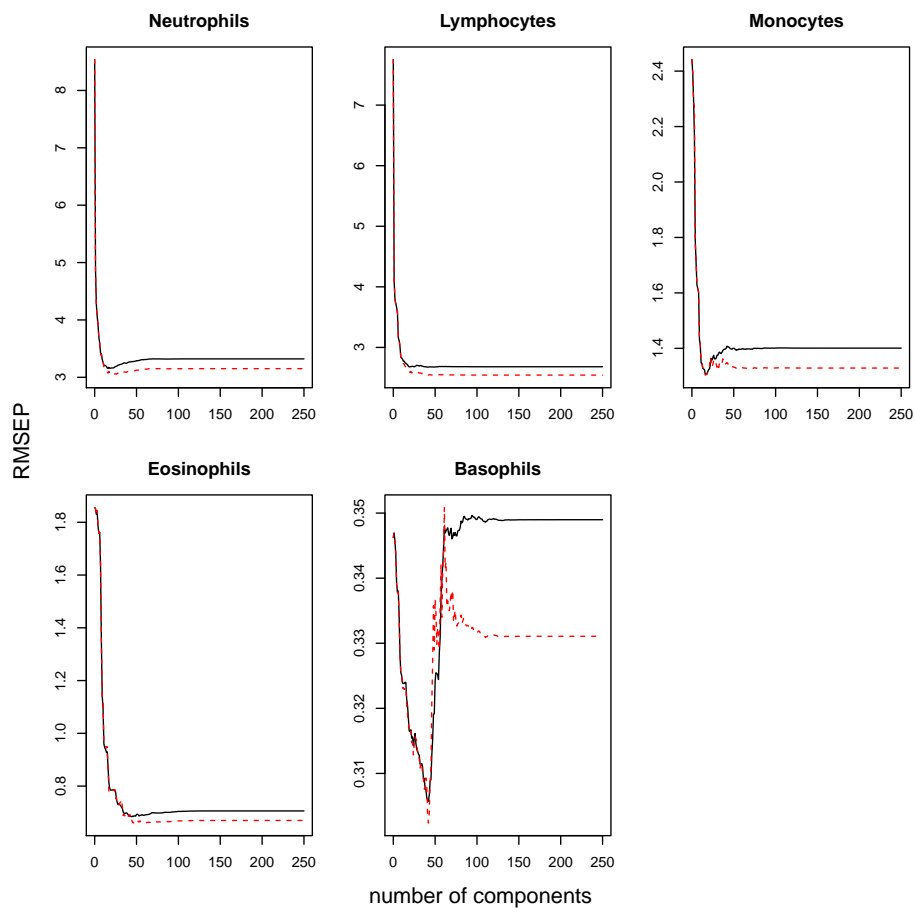 Neutrophils
3 4 5 6 7 8
0 50 100 150 200 250
Lymphocytes
3 4 5 6 7
0 50 100 150 200 250
Monocytes
1.4 1.6 1.8 2.0 2.2 2.4
0 50 100 150 200 250
RMSEP
Eosinophils
0.8 1.0 1.2 1.4 1.6 1.8
0 50 100 150 200 250
Basophils
0.31 0.32 0.33 0.34 0.35
0 50 100 150 200 250
number of components